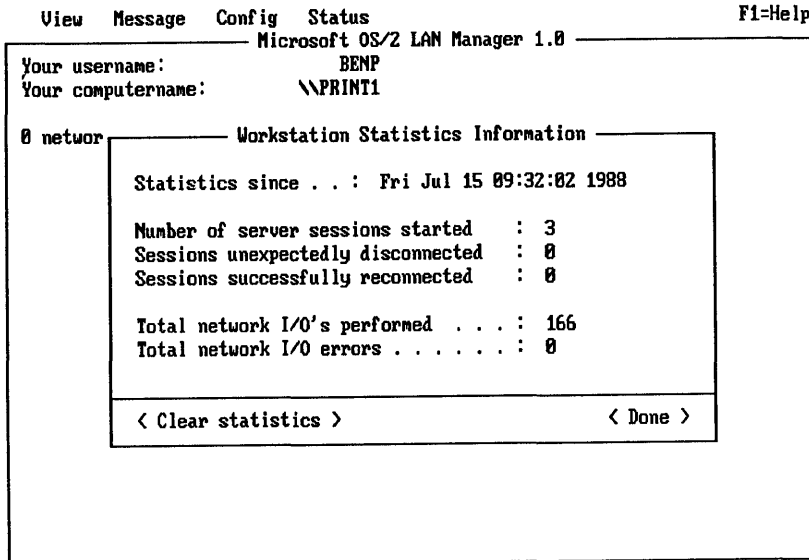 View Message Config Status F1=Help
Microsoft OS/2 LAN Manager 1.0
Your username: BENP
Your computername: \\PRINT1
0 networ
Workstation Statistics Information
Statistics since . . : Fri Jul 15 09:32:02 1988
Number of server sessions started : 3
Sessions unexpectedly disconnected : 0
Sessions successfully reconnected : 0
Total network I/O's performed . . . : 166
Total network I/O errors . . . . . . : 0
< Clear statistics > < Done >